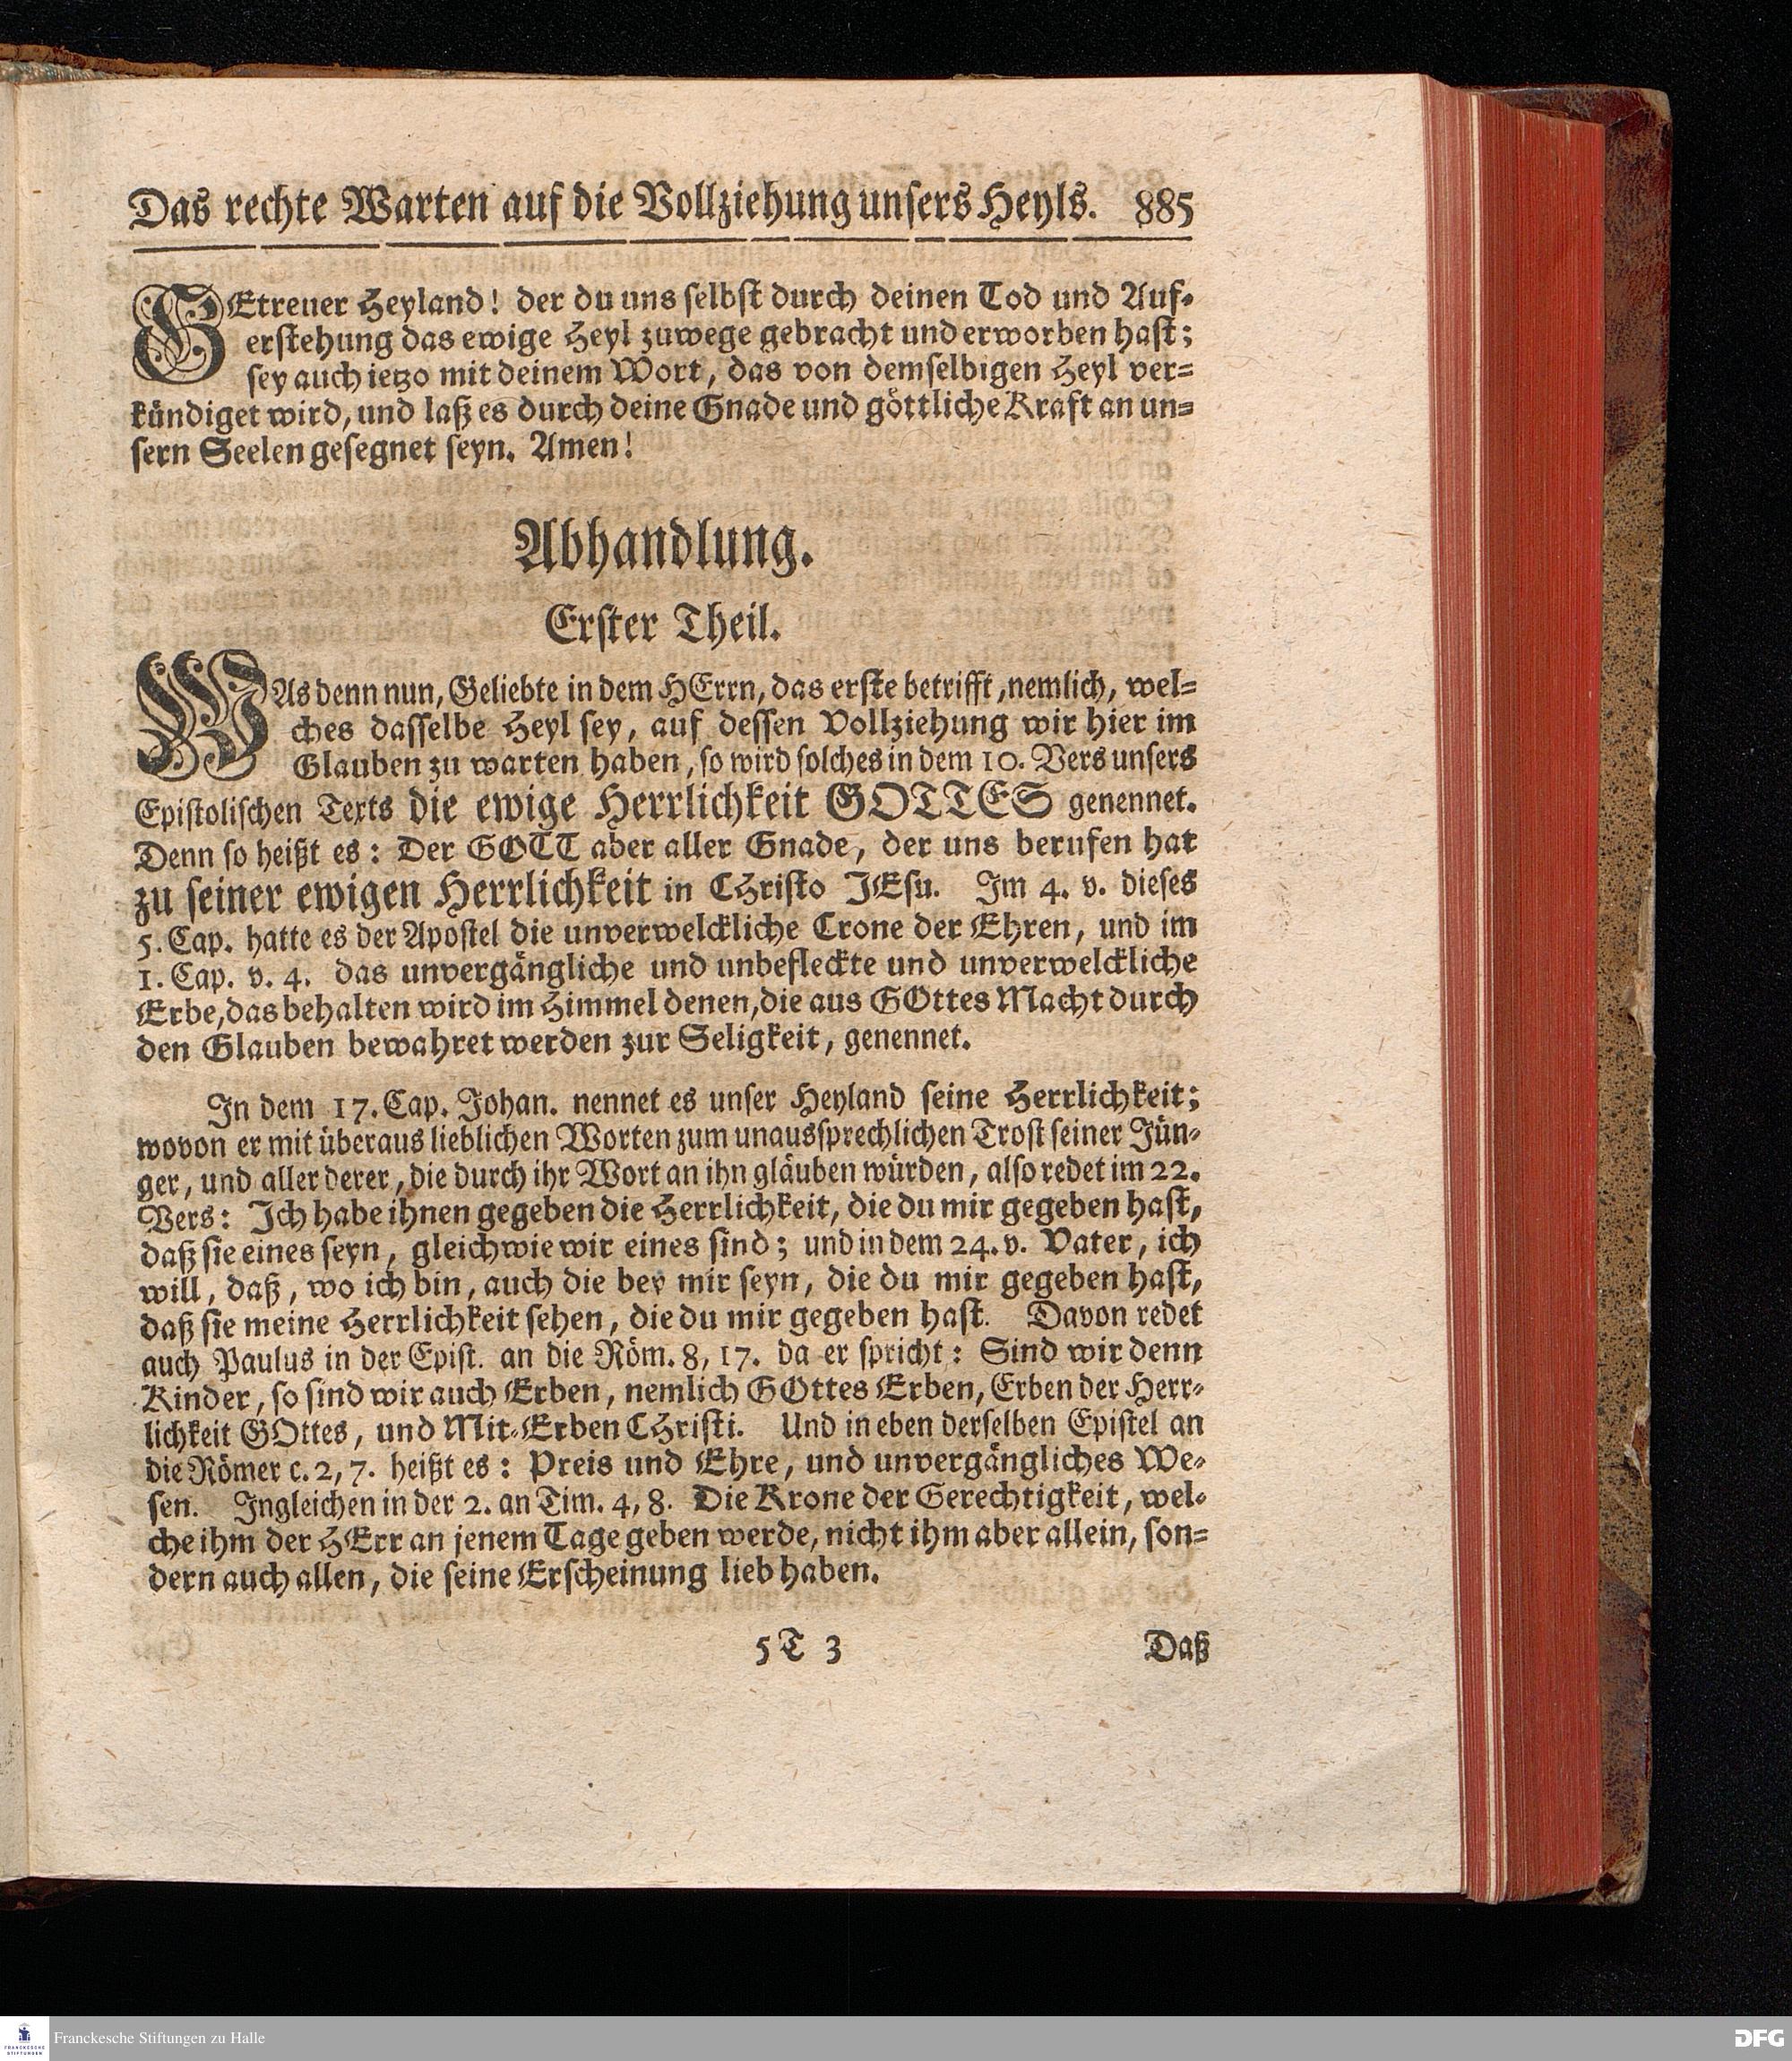 Das rechte Warten auf die Vollziehung unsers Heyls. 885
GEtreuer Heyland! der du uns selbst durch deinen Tod und Auf-
erstehung das ewige Heyl zuwege gebracht und erworben hast;
sey auch ietzo mit deinem Wort, das von demselbigen Heyl ver-
kündiget wird, und laß es durch deine Gnade und göttliche Kraft an un-
sern Seelen gesegnet seyn. Amen!
Abhandlung.
Erster Theil.
WAs denn nun, Geliebte in dem HErrn, das erste betrifft, nemlich, wel-
ches dasselbe Heyl sey, auf dessen Vollziehung wir hier im
Glauben zu warten haben, so wird solches in dem 10. Vers unsers
Epistolischen Texts die ewige Herrlichkeit GOTTES genennet.
Denn so heißt es: Der GOTT aber aller Gnade, der uns berufen hat
zu seiner ewigen Herrlichkeit in Christo JEsu. Im 4. v. dieses
5. Cap. hatte es der Apostel die unverwelckliche Crone der Ehren, und im
1. Cap. v. 4. das unvergängliche und unbefleckte und unverwelckliche
Erbe, das behalten wird im Himmel denen, die aus GOttes Macht durch
den Glauben bewahret werden zur Seligkeit, genennet.
In dem 17. Cap. Johan. nennet es unser Heyland seine Herrlichkeit;
wovon er mit überaus lieblichen Worten zum unaussprechlichen Trost seiner Jün-
ger, und aller derer, die durch ihr Wort an ihn gläuben würden, also redet im 22.
Vers: Ich habe ihnen gegeben die Herrlichkeit, die du mir gegeben hast,
daß sie eines seyn, gleichwie wir eines sind; und in dem 24. v. Vater, ich
will, daß, wo ich bin, auch die bey mir seyn, die du mir gegeben hast,
daß sie meine Herrlichkeit sehen, die du mir gegeben hast. Davon redet
auch Paulus in der Epist. an die Röm. 8, 17. da er spricht: Sind wir denn
Kinder, so sind wir auch Erben, nemlich GOttes Erben, Erben der Herr-
lichkeit GOttes, und Mit-Erben Christi. Und in eben derselben Epistel an
die Römer c. 2, 7. heißt es: Preis und Ehre, und unvergängliches We-
sen. Ingleichen in der 2. an Tim. 4, 8. Die Krone der Gerechtigkeit, wel-
che ihm der HErr an jenem Tage geben werde, nicht ihm aber allein, son-
dern auch allen, die seine Erscheinung lieb haben.
5 T 3 Daß
FRANCKESCHE STIFTUNGEN
Franckesche Stiftungen zu Halle
DFG